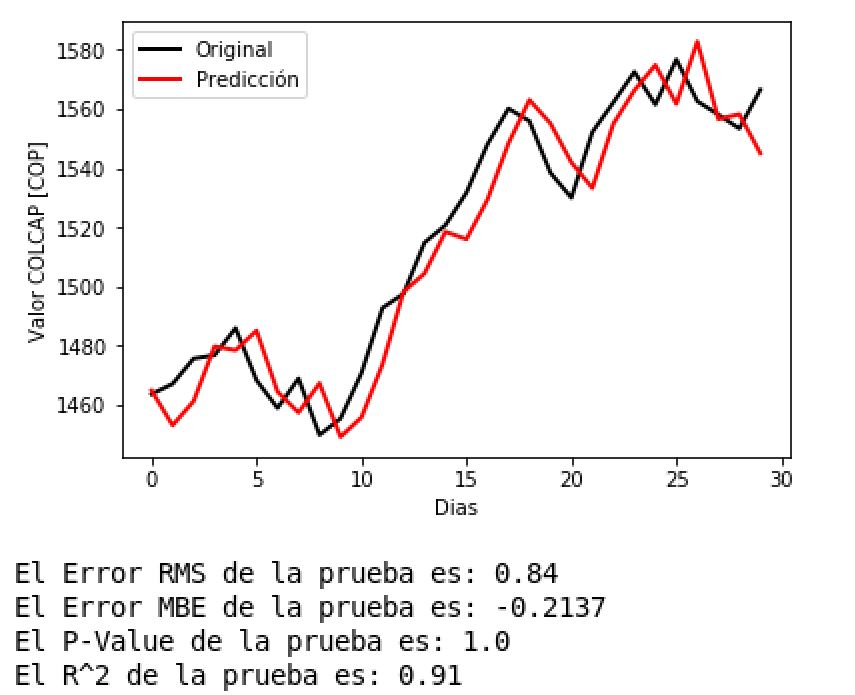 Original
Predicción
1580
1560
1540
1520
1500
1480
1460
Valor COLCAP [COP]
0 5 10 15 20 25 30
Dias
El Error RMS de la prueba es: 0.84
El Error MBE de la prueba es: -0.2137
El P-Value de la prueba es: 1.0
El R^2 de la prueba es: 0.91